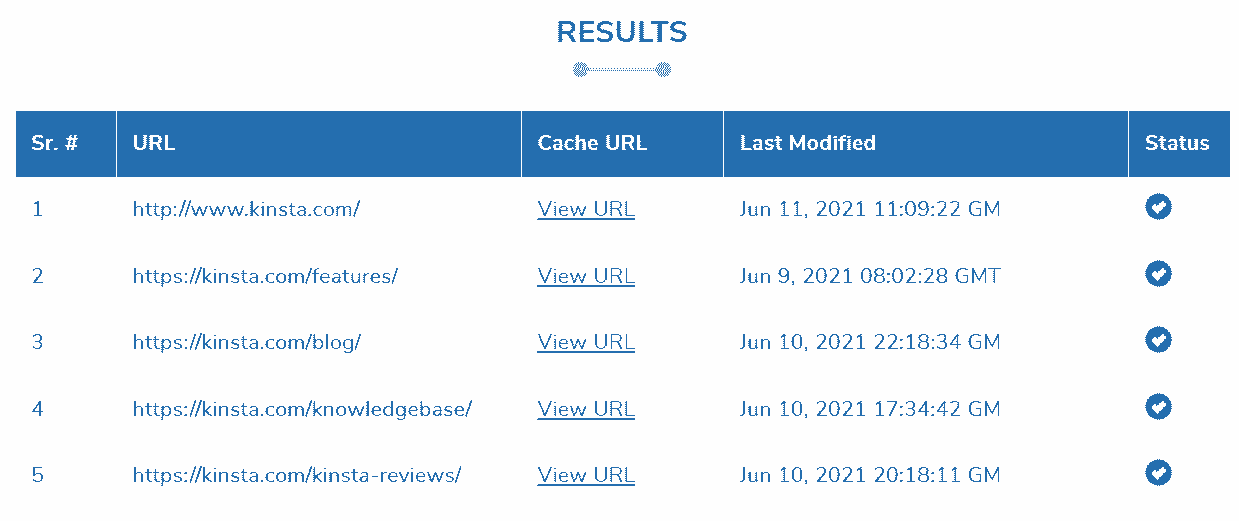 RESULTS
Sr. # URL Cache URL Last Modified Status
1 http://www.kinsta.com/ View URL Jun 11, 2021 11:09:22 GM
2 https://kinsta.com/features/ View URL Jun 9, 2021 08:02:28 GMT
3 https://kinsta.com/blog/ View URL Jun 10, 2021 22:18:34 GM
4 https://kinsta.com/knowledgebase/ View URL Jun 10, 2021 17:34:42 GM
5 https://kinsta.com/kinsta-reviews/ View URL Jun 10, 2021 20:18:11 GM